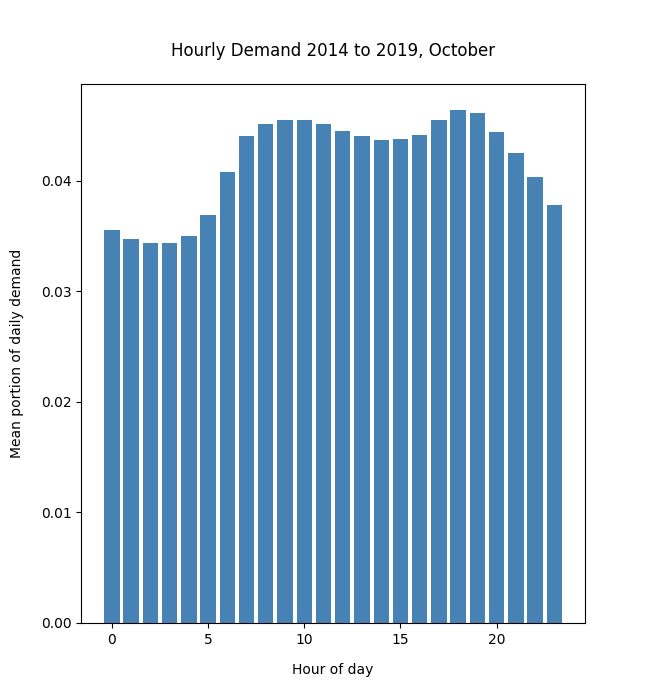 Hourly Demand 2014 to 2019, October
Mean portion of daily demand
0.04
0.03
0.02
0.01
0.00
0 5 10 15 20
Hour of day